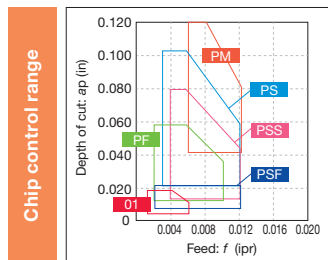 Chip control range
Depth of cut: ap (in)
0.120
0.100
0.080
0.060
0.040
0.020
0
PM
PS
PSS
PF
PSF
01
0.004 0.008 0.012 0.016 0.020
Feed: f (ipr)